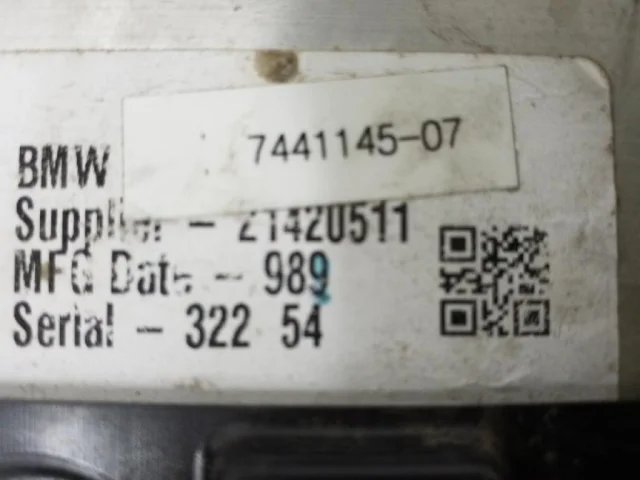 7441145-07
BMW
Supplier - 21420511
MFG Date - 989
Serial - 322 54